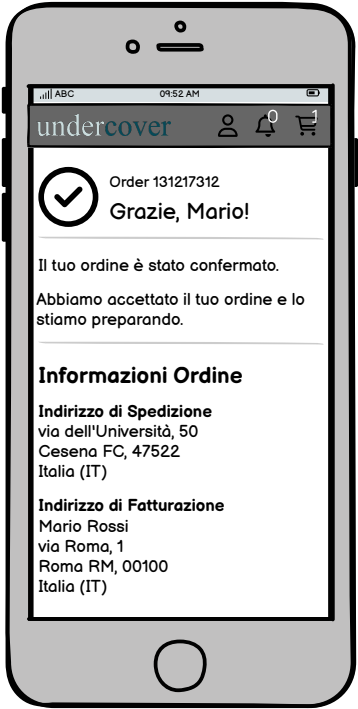 ABC 09:52 AM
undercover 0 1
Order 131217312
Grazie, Mario!
Il tuo ordine è stato confermato.
Abbiamo accettato il tuo ordine e lo
stiamo preparando.
Informazioni Ordine
Indirizzo di Spedizione
via dell'Università, 50
Cesena FC, 47522
Italia (IT)
Indirizzo di Fatturazione
Mario Rossi
via Roma, 1
Roma RM, 00100
Italia (IT)